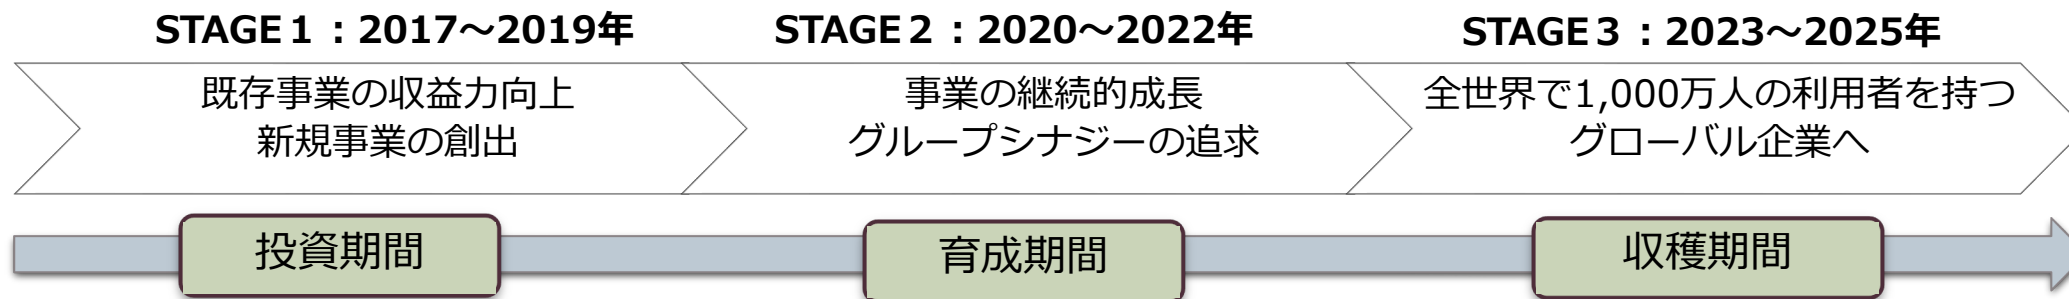 STAGE１：2017～2019年
既存事業の収益力向上
新規事業の創出
投資期間
STAGE２：2020～2022年
事業の継続的成長
グループシナジーの追求
育成期間
STAGE３：2023～2025年
全世界で1,000万人の利用者を持つ
グローバル企業へ
収穫期間